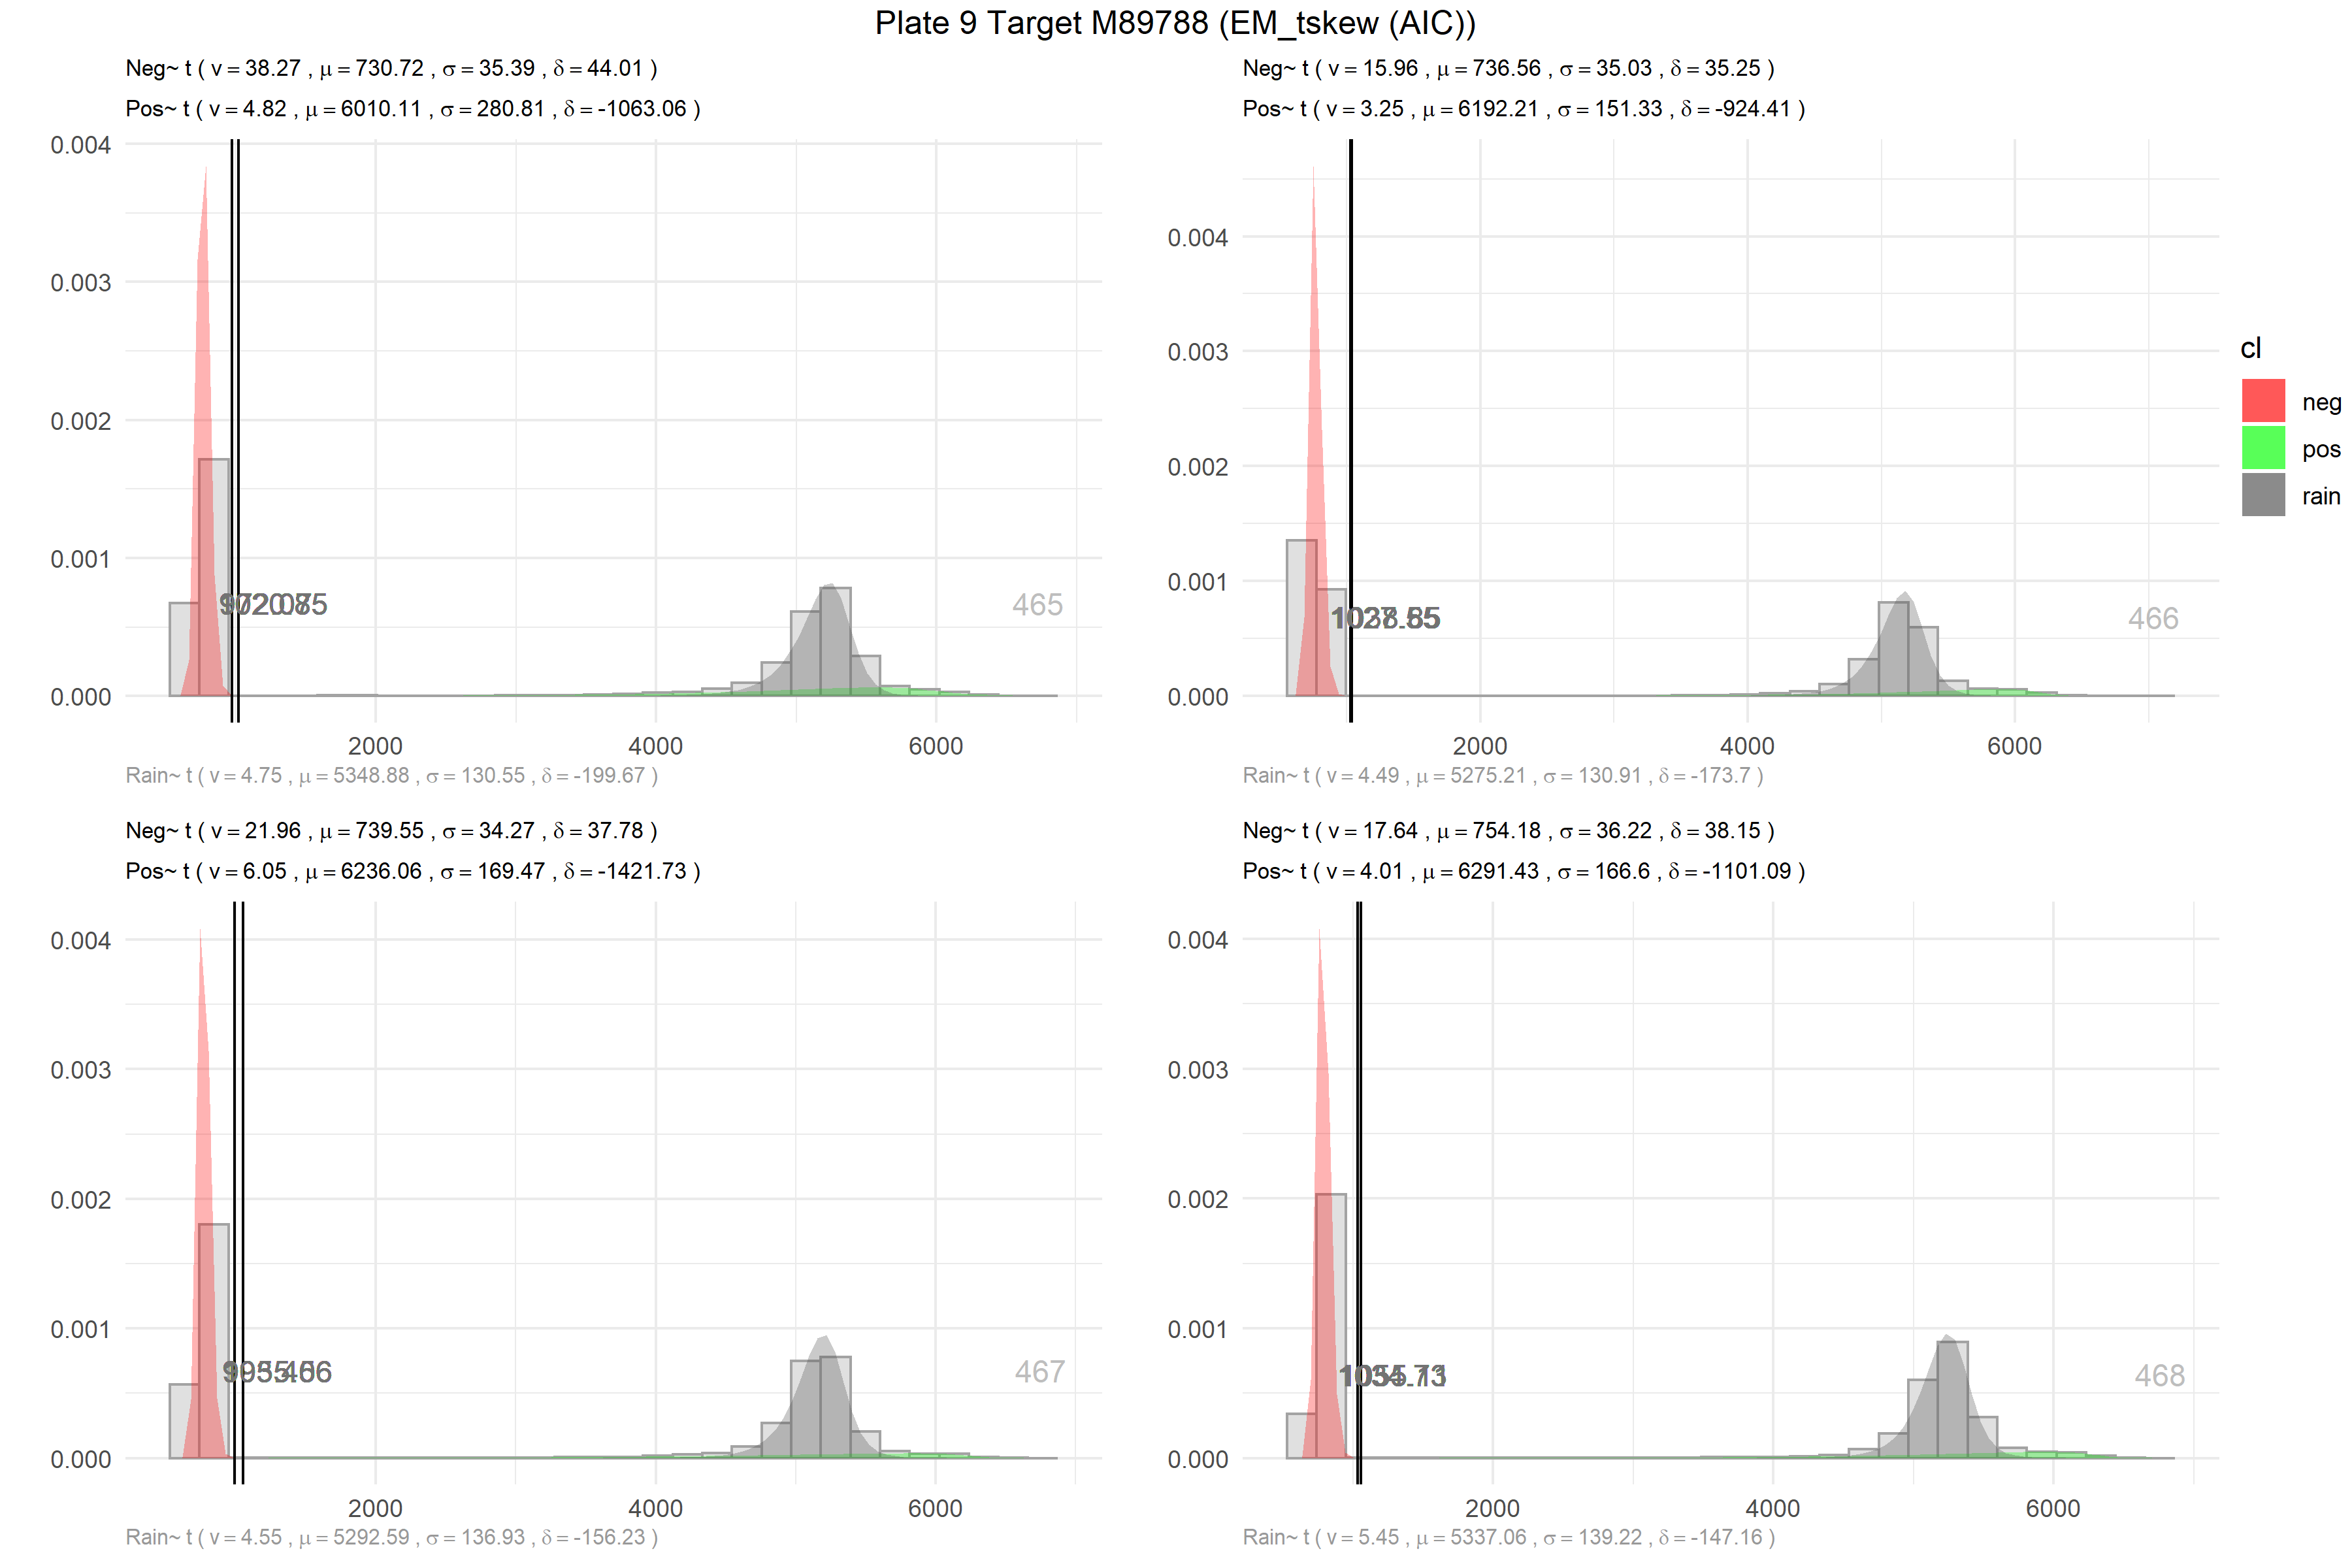 Plate 9 Target M89788 (EM_tskew (AIC))
Neg~ t ( v = 38.27 , μ = 730.72 , σ = 35.39 , δ = 44.01 )
Pos~ t ( v = 4.82 , μ = 6010.11 , σ = 280.81 , δ = -1063.06 )
0.004
0.003
0.002
0.001
0.000
465
2000 4000 6000
Rain~ t ( v = 4.75 , μ = 5348.88 , σ = 130.55 , δ = -199.67 )
Neg~ t ( v = 15.96 , μ = 736.56 , σ = 35.03 , δ = 35.25 )
Pos~ t ( v = 3.25 , μ = 6192.21 , σ = 151.33 , δ = -924.41 )
0.004
0.003
0.002
0.001
0.000
466
2000 4000 6000
Rain~ t ( v = 4.49 , μ = 5275.21 , σ = 130.91 , δ = -173.7 )
cl
neg
pos
rain
Neg~ t ( v = 21.96 , μ = 739.55 , σ = 34.27 , δ = 37.78 )
Pos~ t ( v = 6.05 , μ = 6236.06 , σ = 169.47 , δ = -1421.73 )
0.004
0.003
0.002
0.001
0.000
467
2000 4000 6000
Rain~ t ( v = 4.55 , μ = 5292.59 , σ = 136.93 , δ = -156.23 )
Neg~ t ( v = 17.64 , μ = 754.18 , σ = 36.22 , δ = 38.15 )
Pos~ t ( v = 4.01 , μ = 6291.43 , σ = 166.6 , δ = -1101.09 )
0.004
0.003
0.002
0.001
0.000
468
2000 4000 6000
Rain~ t ( v = 5.45 , μ = 5337.06 , σ = 139.22 , δ = -147.16 )